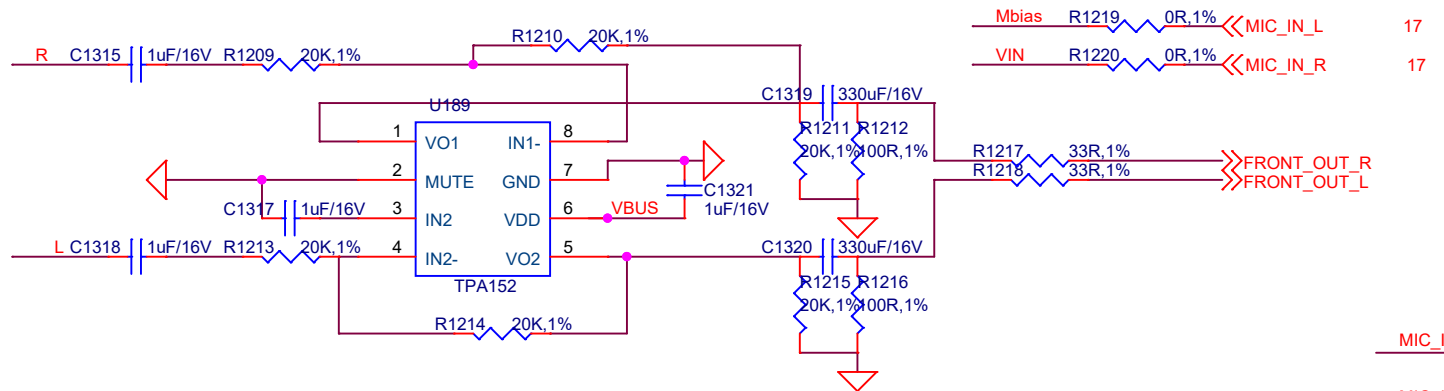 Mbias R1219 0R,1% MIC_IN_L 17
R1210 20K,1%
R C1315 1uF/16V R1209 20K,1%
VIN R1220 0R,1% MIC_IN_R 17
C1319 330uF/16V
U189
1 VO1 IN1- 8
R1211 R1212
20K,1% 100R,1%
R1217 33R,1% FRONT_OUT_R
2 MUTE GND 7
R1218 33R,1% FRONT_OUT_L
C1321
1uF/16V
C1317 1uF/16V 3 IN2 VDD 6 VBUS
L C1318 1uF/16V R1213 20K,1% 4 IN2- VO2 5
C1320 330uF/16V
TPA152
R1215 R1216
20K,1% 100R,1%
R1214 20K,1%